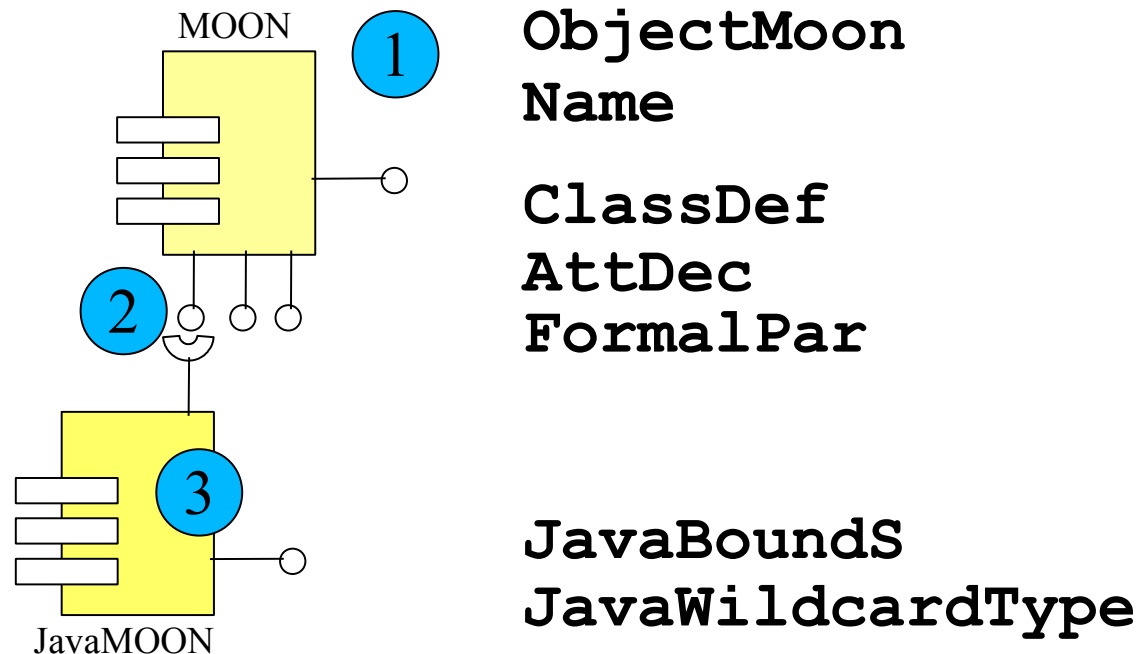 MOON
1
ObjectMoon
Name
ClassDef
AttDec
2
FormalPar
3
JavaBoundS
JavaWildcardType
JavaMOON